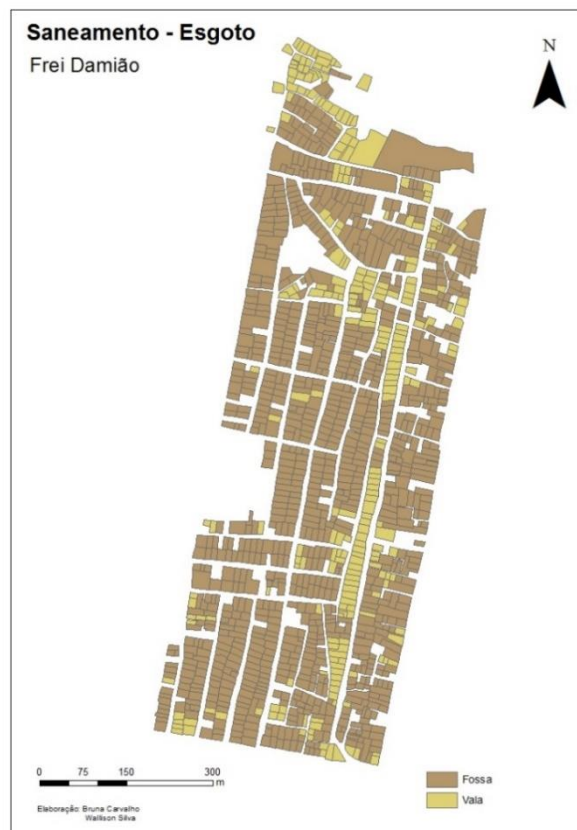 Saneamento - Esgoto
Frei Damião
N
0 75 150 300
m
Fossa
Vala
Elaboração: Bruna Carvalho
Wallison Silva